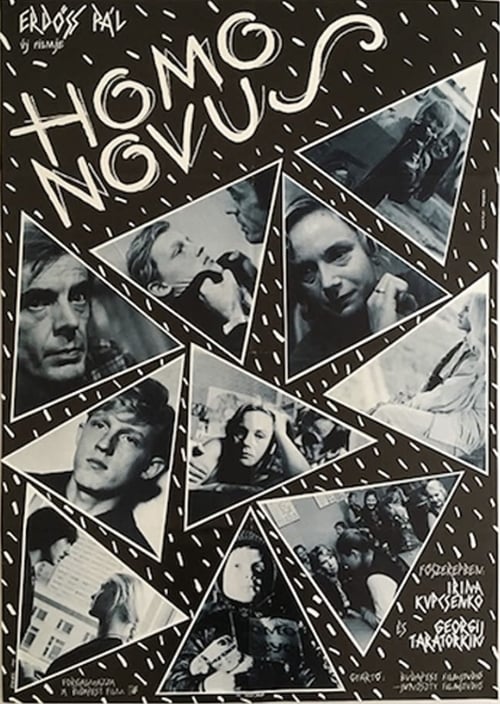 ERDŐSS PÁL
ÚJ FILMJE
HOMO
NOVUS
FŐSZEREPBEN:
IRINA
KUPCSENKO
ÉS GEORGIJ
TARATORKIN
FORGALMAZZA
A BUDAPEST FILM
GYÁRTÓ: BUDAPEST FILMSTÚDIÓ